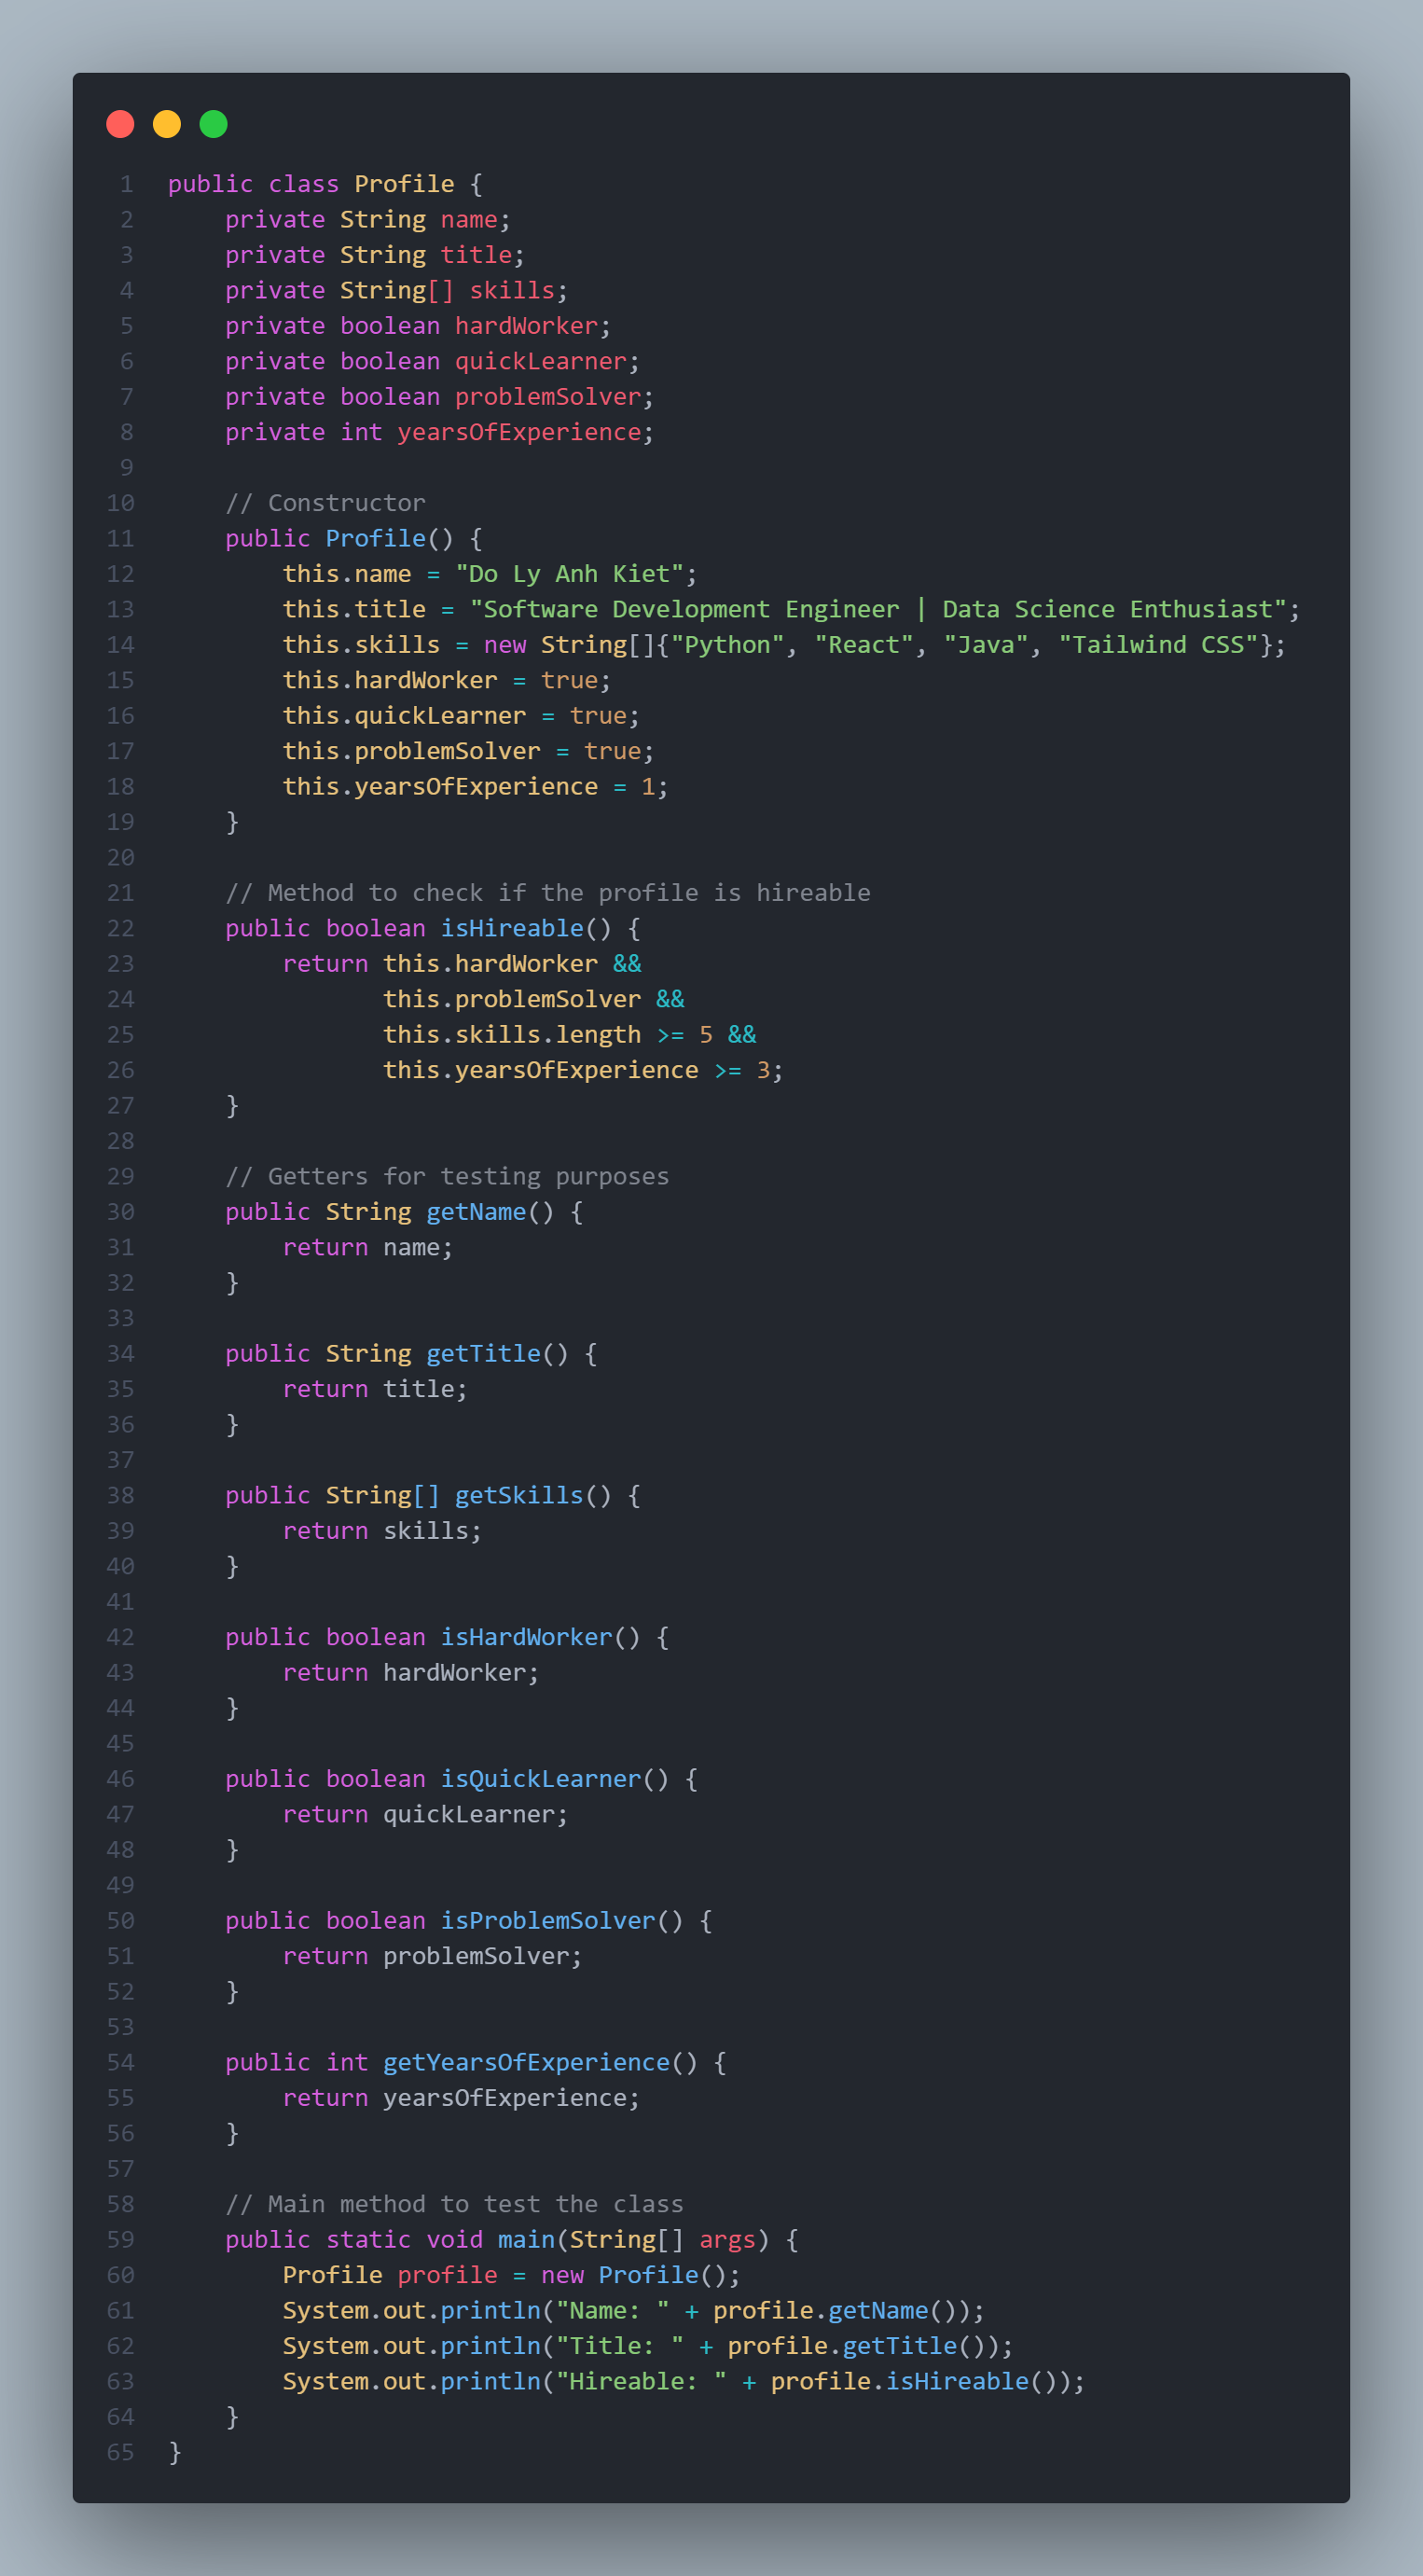 1 public class Profile {
2     private String name;
3     private String title;
4     private String[] skills;
5     private boolean hardWorker;
6     private boolean quickLearner;
7     private boolean problemSolver;
8     private int yearsOfExperience;
9
10     // Constructor
11     public Profile() {
12         this.name = "Do Ly Anh Kiet";
13         this.title = "Software Development Engineer | Data Science Enthusiast";
14         this.skills = new String[]{"Python", "React", "Java", "Tailwind CSS"};
15         this.hardWorker = true;
16         this.quickLearner = true;
17         this.problemSolver = true;
18         this.yearsOfExperience = 1;
19     }
20
21     // Method to check if the profile is hireable
22     public boolean isHireable() {
23         return this.hardWorker &&
24                this.problemSolver &&
25                this.skills.length >= 5 &&
26                this.yearsOfExperience >= 3;
27     }
28
29     // Getters for testing purposes
30     public String getName() {
31         return name;
32     }
33
34     public String getTitle() {
35         return title;
36     }
37
38     public String[] getSkills() {
39         return skills;
40     }
41
42     public boolean isHardWorker() {
43         return hardWorker;
44     }
45
46     public boolean isQuickLearner() {
47         return quickLearner;
48     }
49
50     public boolean isProblemSolver() {
51         return problemSolver;
52     }
53
54     public int getYearsOfExperience() {
55         return yearsOfExperience;
56     }
57
58     // Main method to test the class
59     public static void main(String[] args) {
60         Profile profile = new Profile();
61         System.out.println("Name: " + profile.getName());
62         System.out.println("Title: " + profile.getTitle());
63         System.out.println("Hireable: " + profile.isHireable());
64     }
65 }